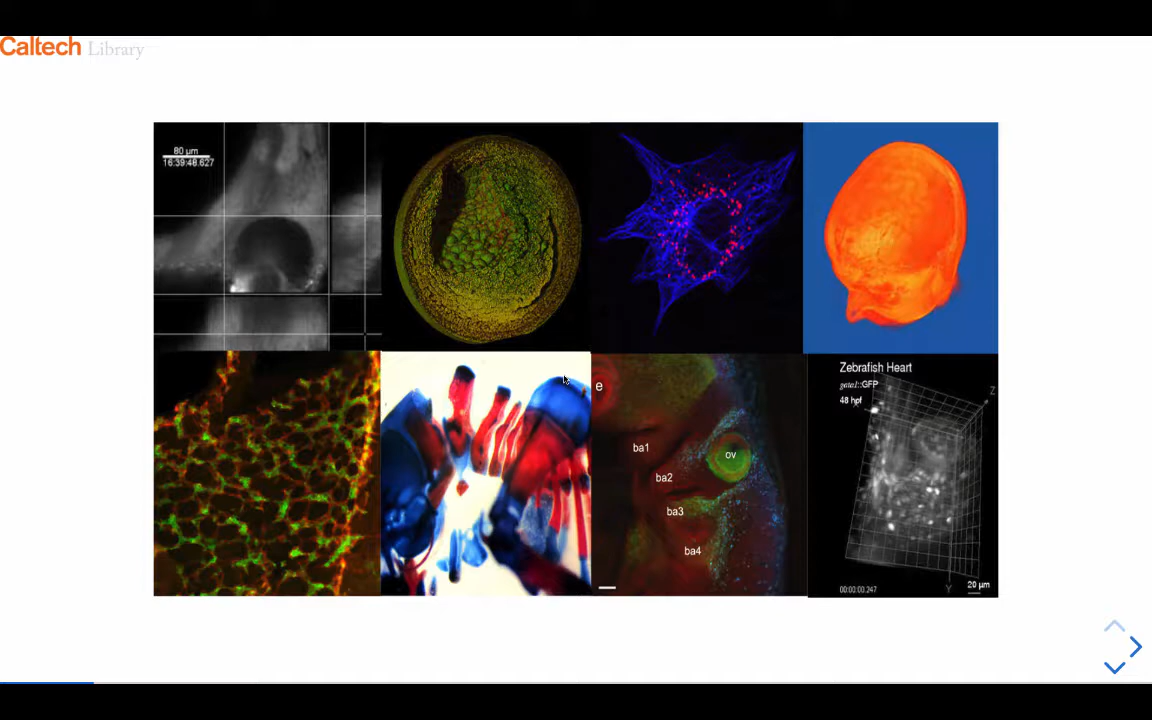 Caltech Library
80 µm
16:39:48.627
e
ba1
ov
ba2
ba3
ba4
Zebrafish Heart
gata1::GFP
48 hpf
Z
20 µm
00:00:00.247
Y